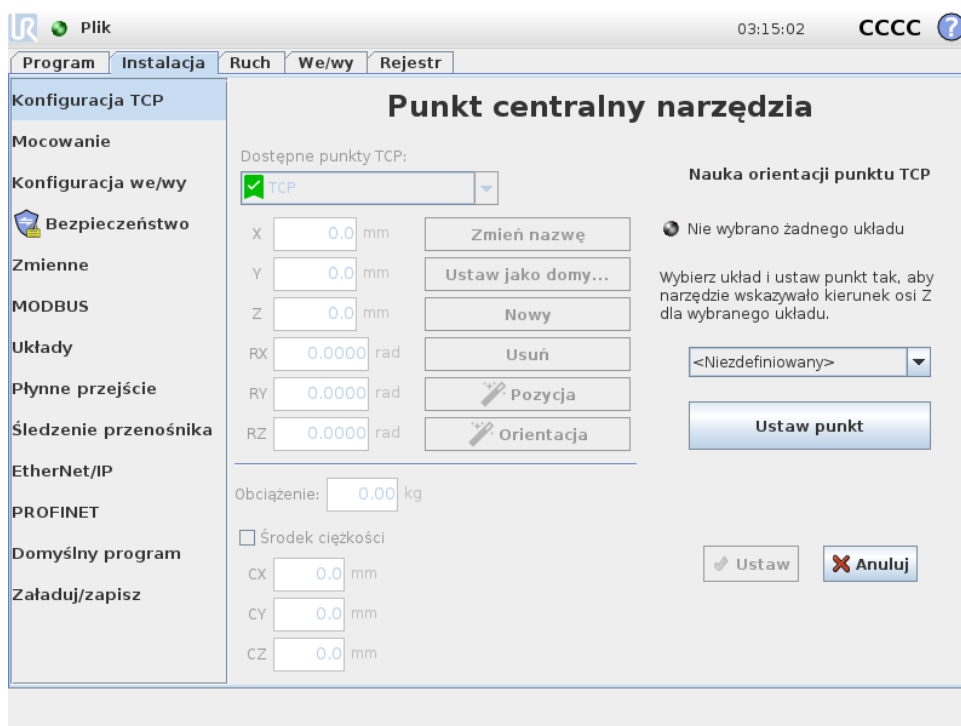 UR Plik 03:15:02 CCCC ?
Program Instalacja Ruch We/wy Rejestr
Konfiguracja TCP
Mocowanie
Konfiguracja we/wy
Bezpieczeństwo
Zmienne
MODBUS
Układy
Płynne przejście
Śledzenie przenośnika
EtherNet/IP
PROFINET
Domyślny program
Załaduj/zapisz
Punkt centralny narzędzia
Dostępne punkty TCP:
TCP
X 0.0 mm Zmień nazwę
Y 0.0 mm Ustaw jako domy...
Z 0.0 mm Nowy
RX 0.0000 rad Usuń
RY 0.0000 rad Pozycja
RZ 0.0000 rad Orientacja
Obciążenie: 0.00 kg
Środek ciężkości
CX 0.0 mm
CY 0.0 mm
CZ 0.0 mm
Nauka orientacji punktu TCP
Nie wybrano żadnego układu
Wybierz układ i ustaw punkt tak, aby
narzędzie wskazywało kierunek osi Z
dla wybranego układu.
<Niezdefiniowany>
Ustaw punkt
Ustaw Anuluj